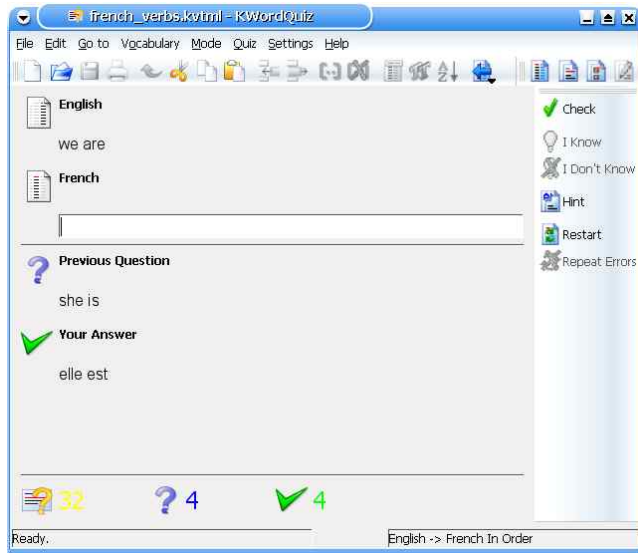 french_verbs.kvtml - KWordQuiz
File Edit Go to Vocabulary Mode Quiz Settings Help
English
we are
French
Previous Question
she is
Your Answer
elle est
32 4 4
Check
I Know
I Don't Know
Hint
Restart
Repeat Errors
Ready. English -> French In Order